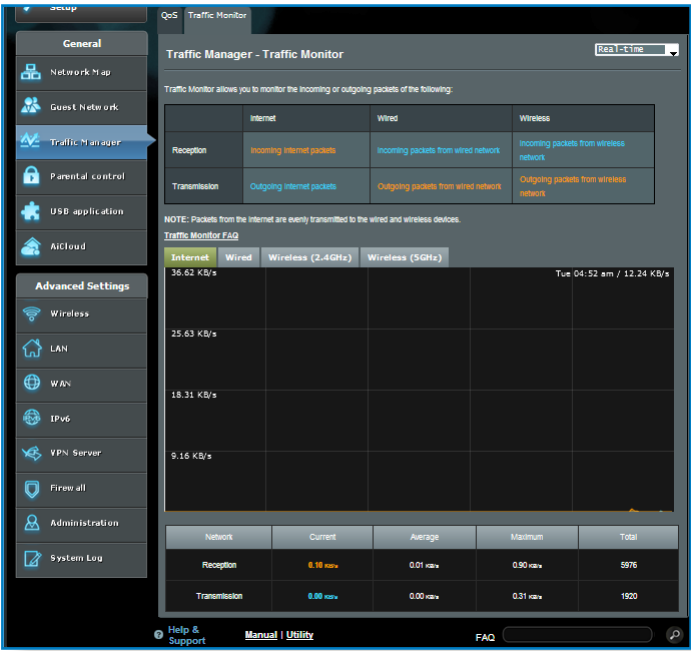 Setup
General
Network Map
Guest Network
Traffic Manager
Parental control
USB application
AiCloud
Advanced Settings
Wireless
LAN
WAN
IPv6
VPN Server
Firewall
Administration
System Log
QoS Traffic Monitor
Traffic Manager - Traffic Monitor
Real-time
Traffic Monitor allows you to monitor the incoming or outgoing packets of the following:
Internet Wired Wireless
Reception Incoming Internet packets Incoming packets from wired network Incoming packets from wireless network
Transmission Outgoing Internet packets Outgoing packets from wired network Outgoing packets from wireless network
NOTE: Packets from the Internet are evenly transmitted to the wired and wireless devices.
Traffic Monitor FAQ
Internet Wired Wireless (2.4GHz) Wireless (5GHz)
36.62 KB/s Tue 04:52 am / 12.24 KB/s
25.63 KB/s
18.31 KB/s
9.16 KB/s
Network Current Average Maximum Total
Reception 0.10 KB/s 0.01 KB/s 0.90 KB/s 5976
Transmission 0.00 KB/s 0.00 KB/s 0.31 KB/s 1920
Help & Support Manual | Utility FAQ